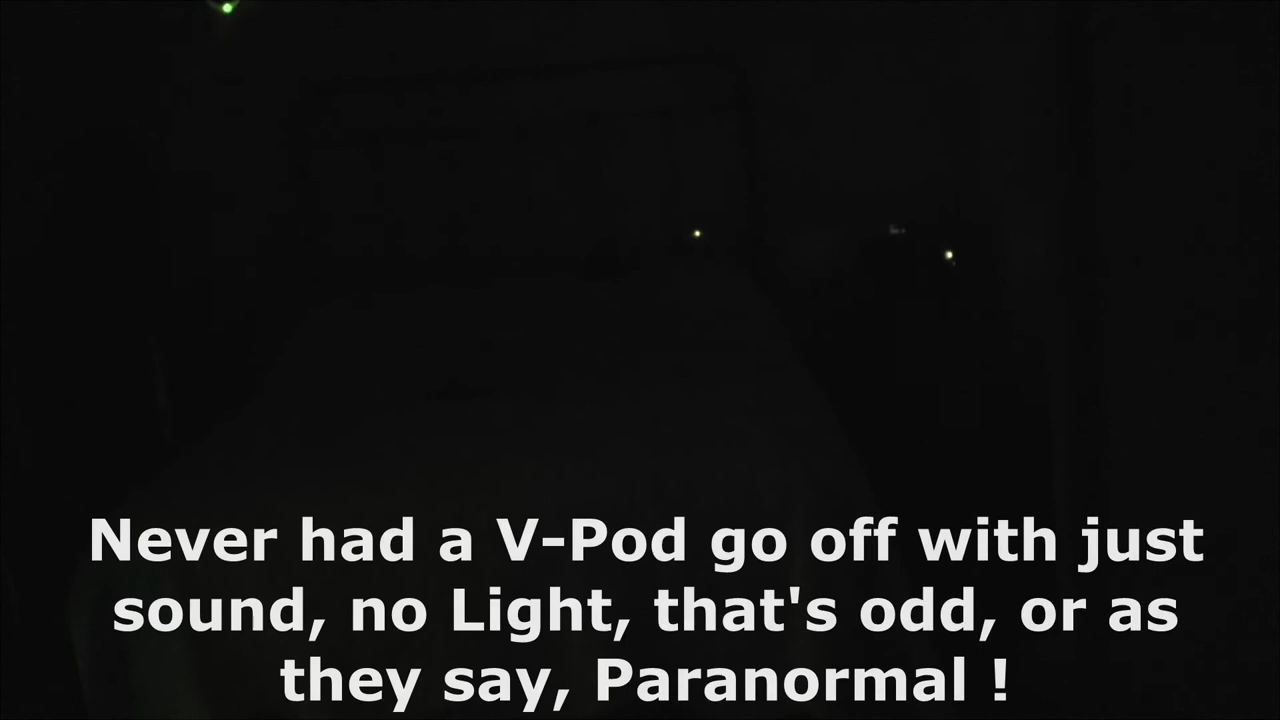 Never had a V-Pod go off with just
sound, no Light, that's odd, or as
they say, Paranormal !